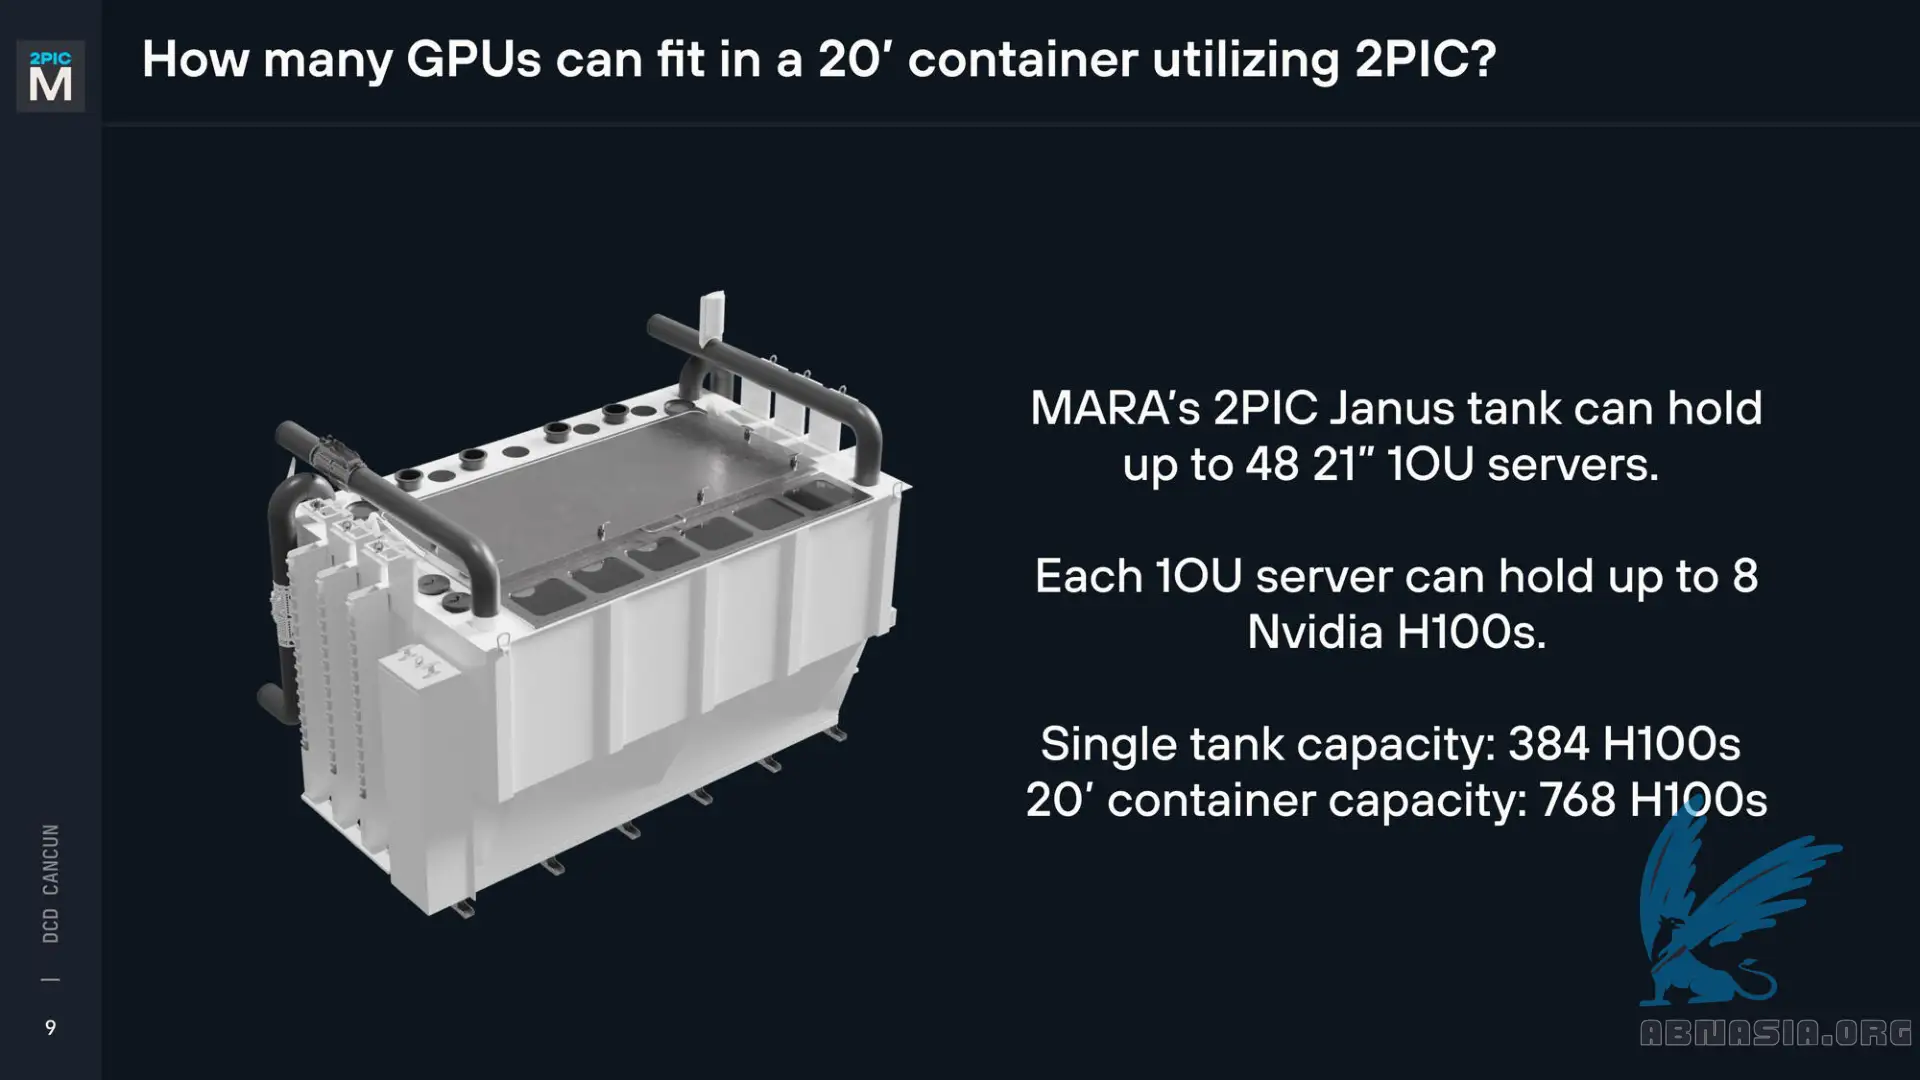 2PIC
M
How many GPUs can fit in a 20′ container utilizing 2PIC?
MARA’s 2PIC Janus tank can hold
up to 48 21” 1OU servers.
Each 1OU server can hold up to 8
Nvidia H100s.
Single tank capacity: 384 H100s
20′ container capacity: 768 H100s
DCD CANCUN
|
9
ABNASIA.ORG